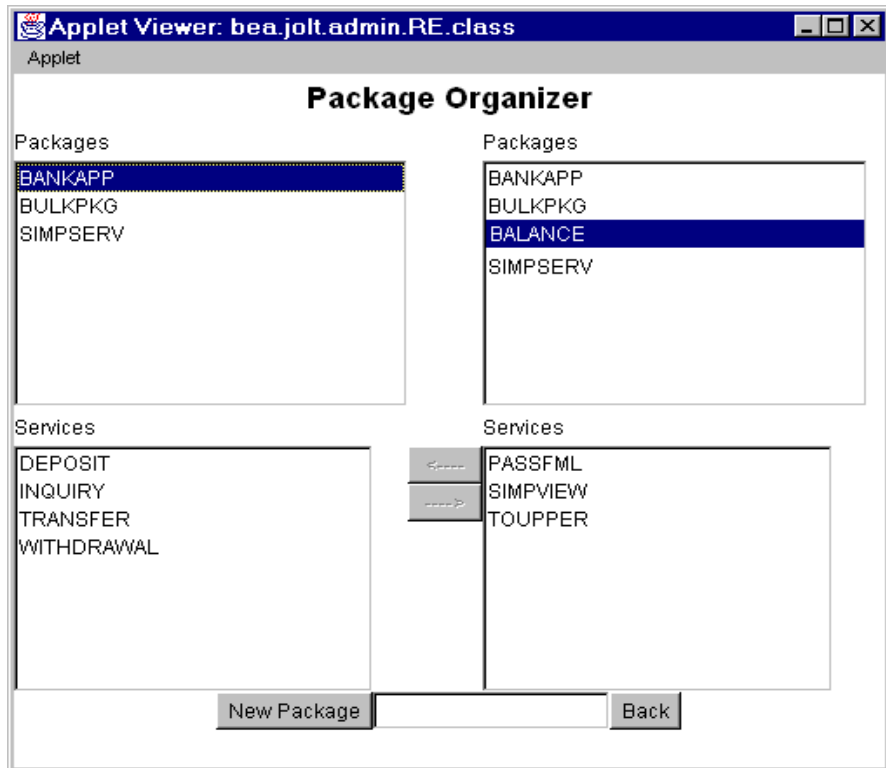 Applet Viewer: bea.jolt.admin.RE.class
Applet
Package Organizer
Packages
BANKAPP
BULKPKG
SIMPSERV
Packages
BANKAPP
BULKPKG
BALANCE
SIMPSERV
Services
DEPOSIT
INQUIRY
TRANSFER
WITHDRAWAL
<----
---->
Services
PASSFML
SIMPVIEW
TOUPPER
New Package
Back